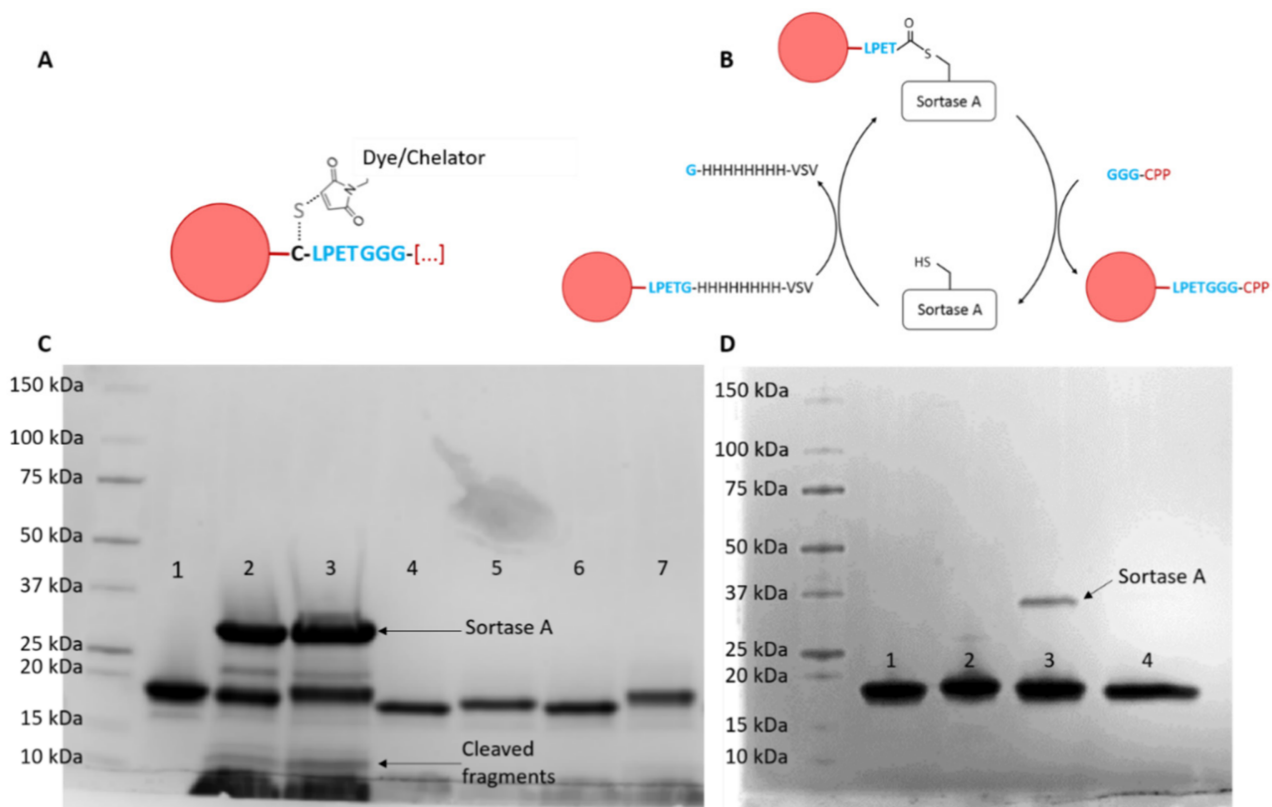 A
Dye/Chelator
O
N
O
S
C-LPETGGG-[...]
B
O
LPET
S
Sortase A
G-HHHHHHHH-VSV
GGG-CPP
HS
LPETG-HHHHHHHH-VSV
Sortase A
LPETGGG-CPP
C
150 kDa
100 kDa
75 kDa
50 kDa
37 kDa
25 kDa
20 kDa
15 kDa
10 kDa
1 2 3 4 5 6 7
Sortase A
Cleaved
fragments
D
150 kDa
100 kDa
75 kDa
50 kDa
37 kDa
25 kDa
20 kDa
15 kDa
10 kDa
1 2 3 4
Sortase A